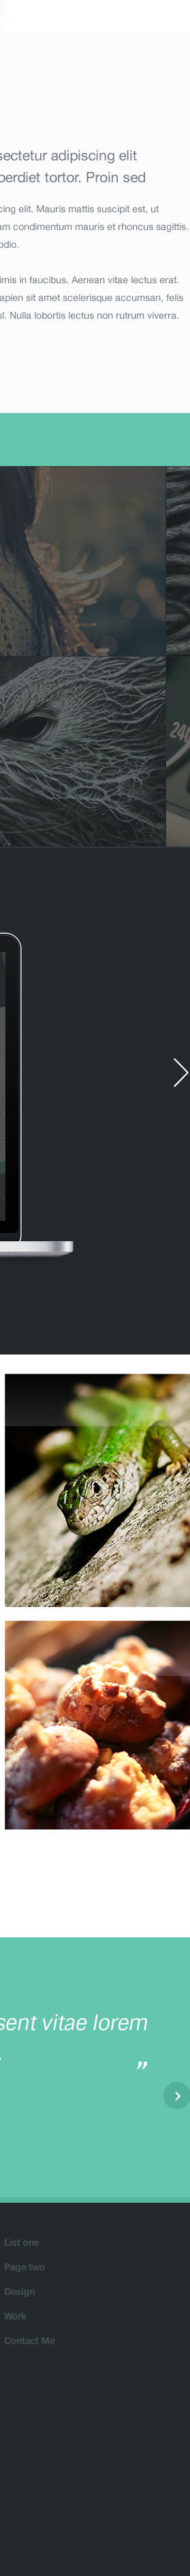 sectetur adipiscing elit
perdiet tortor. Proin sed
cing elit. Mauris mattis suscipit est, ut
am condimentum mauris et rhoncus sagittis.
odio.
imis in faucibus. Aenean vitae lectus erat.
apien sit amet scelerisque accumsan, felis
sl. Nulla lobortis lectus non rutrum viverra.
240
sent vitae lorem
”
List one
Page two
Design
Work
Contact Me